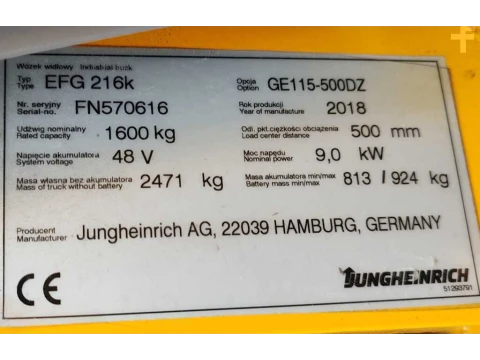 Wózek widłowy Industrial truck
Typ
Type EFG 216k
Opcja
Option GE115-500DZ
Nr. seryjny
Serial-no. FN570616
Rok produkcji
Year of manufacture 2018
Udźwig nominalny
Rated capacity 1600 kg
Odl. pkt.ciężkości obciążenia
Load center distance 500 mm
Napięcie akumulatora
System voltage 48 V
Moc napędu
Nominal power 9,0 kW
Masa własna bez akumulatora
Mass of truck without battery 2471 kg
Masa akumulatora min/max
Battery mass min/max 813 / 924 kg
Producent
Manufacturer Jungheinrich AG, 22039 HAMBURG, GERMANY
CE
JUNGHEINRICH
51293791